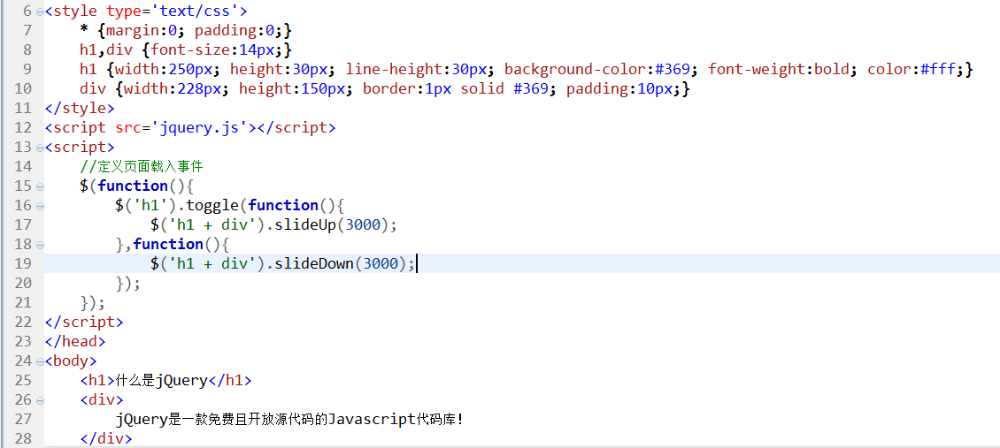 6 <style type='text/css'>
7     * {margin:0; padding:0;}
8     h1,div {font-size:14px;}
9     h1 {width:250px; height:30px; line-height:30px; background-color:#369; font-weight:bold; color:#fff;}
10     div {width:228px; height:150px; border:1px solid #369; padding:10px;}
11 </style>
12 <script src='jquery.js'></script>
13 <script>
14     //定义页面载入事件
15     $(function(){
16         $('h1').toggle(function(){
17             $('h1 + div').slideUp(3000);
18         },function(){
19             $('h1 + div').slideDown(3000);
20         });
21     });
22 </script>
23 </head>
24 <body>
25     <h1>什么是jQuery</h1>
26     <div>
27         jQuery是一款免费且开放源代码的Javascript代码库!
28     </div>